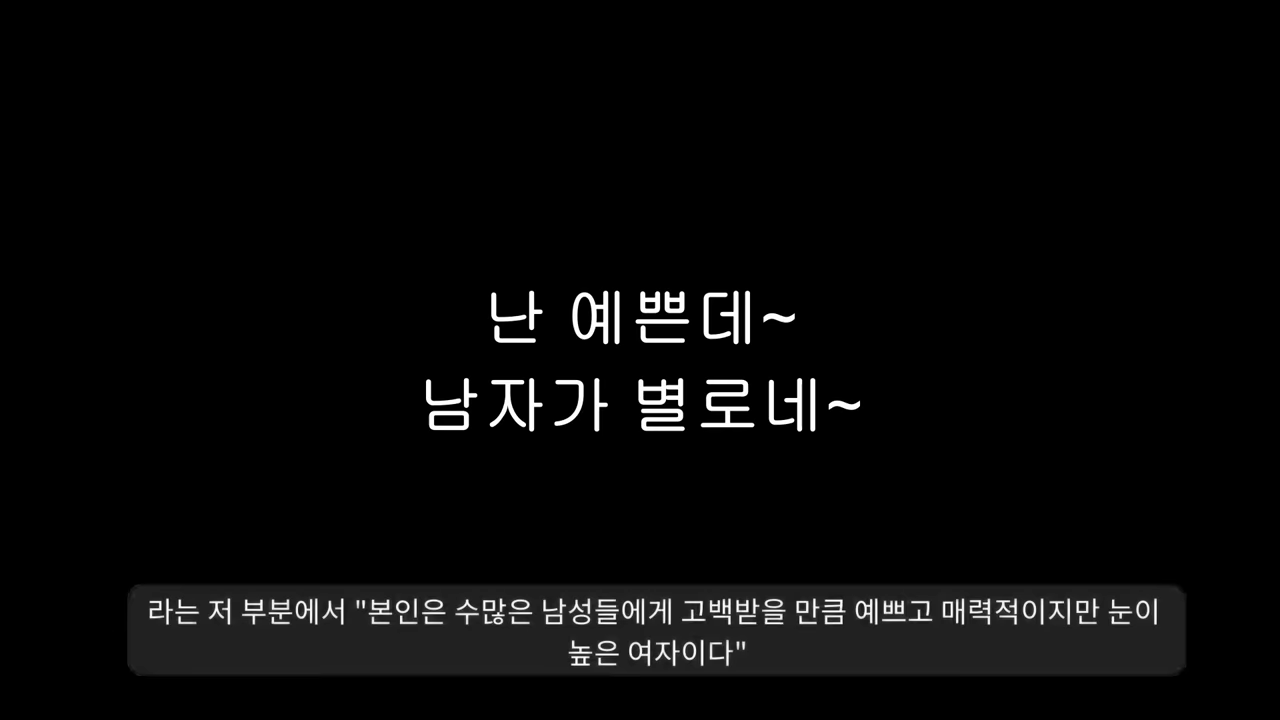 난 예쁜데~
남자가 별로네~
라는 저 부분에서 "본인은 수많은 남성들에게 고백받을 만큼 예쁘고 매력적이지만 눈이
높은 여자이다"